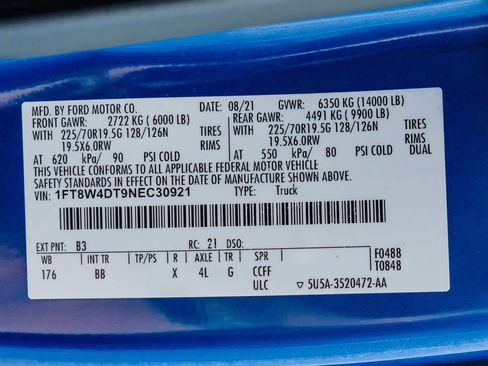 MFD. BY FORD MOTOR CO. DATE: 08/21 GVWR: 6350 KG (14000 LB)
FRONT GAWR: 2722 KG ( 6000 LB) REAR GAWR: 4491 KG ( 9900 LB)
WITH 225/70R19.5G 128/126N TIRES WITH 225/70R19.5G 128/126N TIRES
19.5X6.0RW RIMS 19.5X6.0RW RIMS
AT 620 kPa/ 90 PSI COLD AT 550 kPa/ 80 PSI COLD DUAL
THIS VEHICLE CONFORMS TO ALL APPLICABLE FEDERAL MOTOR VEHICLE
SAFETY STANDARDS IN EFFECT ON THE DATE OF MANUFACTURE SHOWN ABOVE.
VIN: 1FT8W4DT9NEC30921 TYPE: Truck
EXT PNT: B3 RC: 21 DSO:
WB INT TR TP/PS R AXLE TR SPR F0488
176 BB X 4L G CCFF T0848
ULC ▽ 5U5A-3520472-AA